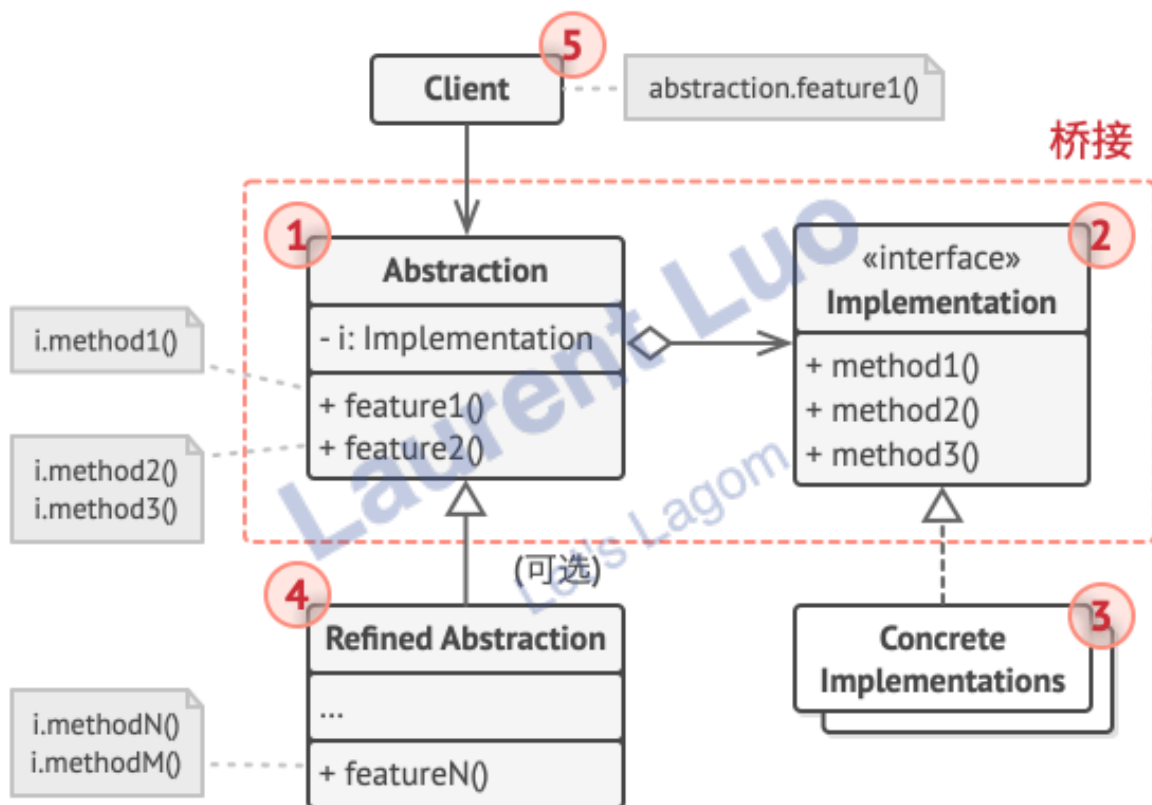 5
Client
abstraction.feature1()
桥接
1
Abstraction
- i: Implementation
+ feature1()
+ feature2()
2
«interface»
Implementation
+ method1()
+ method2()
+ method3()
i.method1()
i.method2()
i.method3()
Laurent Luo
Let's Lagom
(可选)
4
Refined Abstraction
...
+ featureN()
3
Concrete
Implementations
i.methodN()
i.methodM()